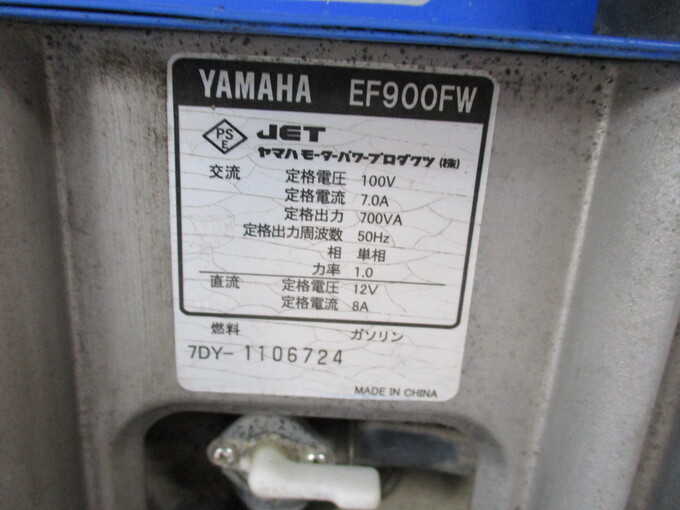 YAMAHA EF900FW
PS
E
JET
ヤマハモーターパワープロダクツ(株)
交流 定格電圧 100V
定格電流 7.0A
定格出力 700VA
定格出力周波数 50Hz
相 単相
力率 1.0
直流 定格電圧 12V
定格電流 8A
燃料 ガソリン
7DY-1106724
MADE IN CHINA